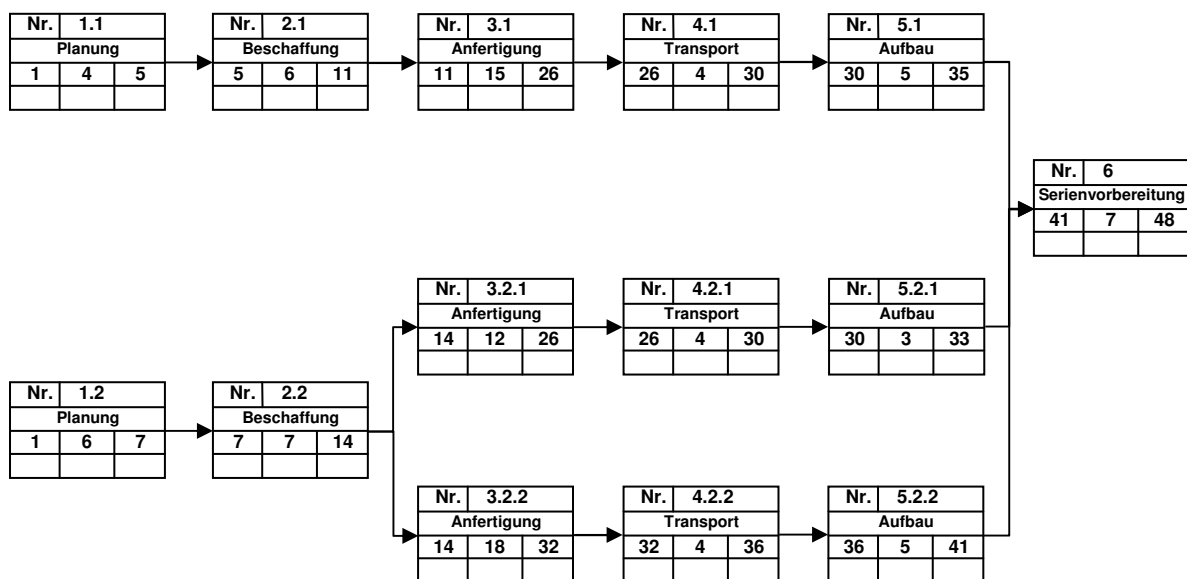 Nr. 1.1
Planung
1 4 5
Nr. 2.1
Beschaffung
5 6 11
Nr. 3.1
Anfertigung
11 15 26
Nr. 4.1
Transport
26 4 30
Nr. 5.1
Aufbau
30 5 35
Nr. 6
Serienvorbereitung
41 7 48
Nr. 3.2.1
Anfertigung
14 12 26
Nr. 4.2.1
Transport
26 4 30
Nr. 5.2.1
Aufbau
30 3 33
Nr. 1.2
Planung
1 6 7
Nr. 2.2
Beschaffung
7 7 14
Nr. 3.2.2
Anfertigung
14 18 32
Nr. 4.2.2
Transport
32 4 36
Nr. 5.2.2
Aufbau
36 5 41